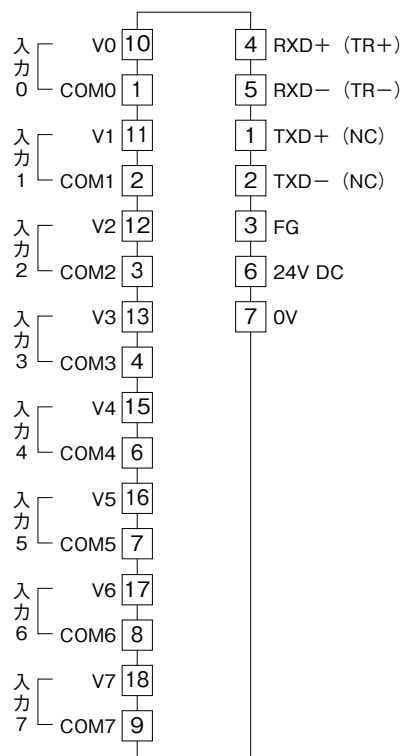 入力0 V0 10
COM0 1
入力1 V1 11
COM1 2
入力2 V2 12
COM2 3
入力3 V3 13
COM3 4
入力4 V4 15
COM4 6
入力5 V5 16
COM5 7
入力6 V6 17
COM6 8
入力7 V7 18
COM7 9
4 RXD+ (TR+)
5 RXD− (TR−)
1 TXD+ (NC)
2 TXD− (NC)
3 FG
6 24V DC
7 0V